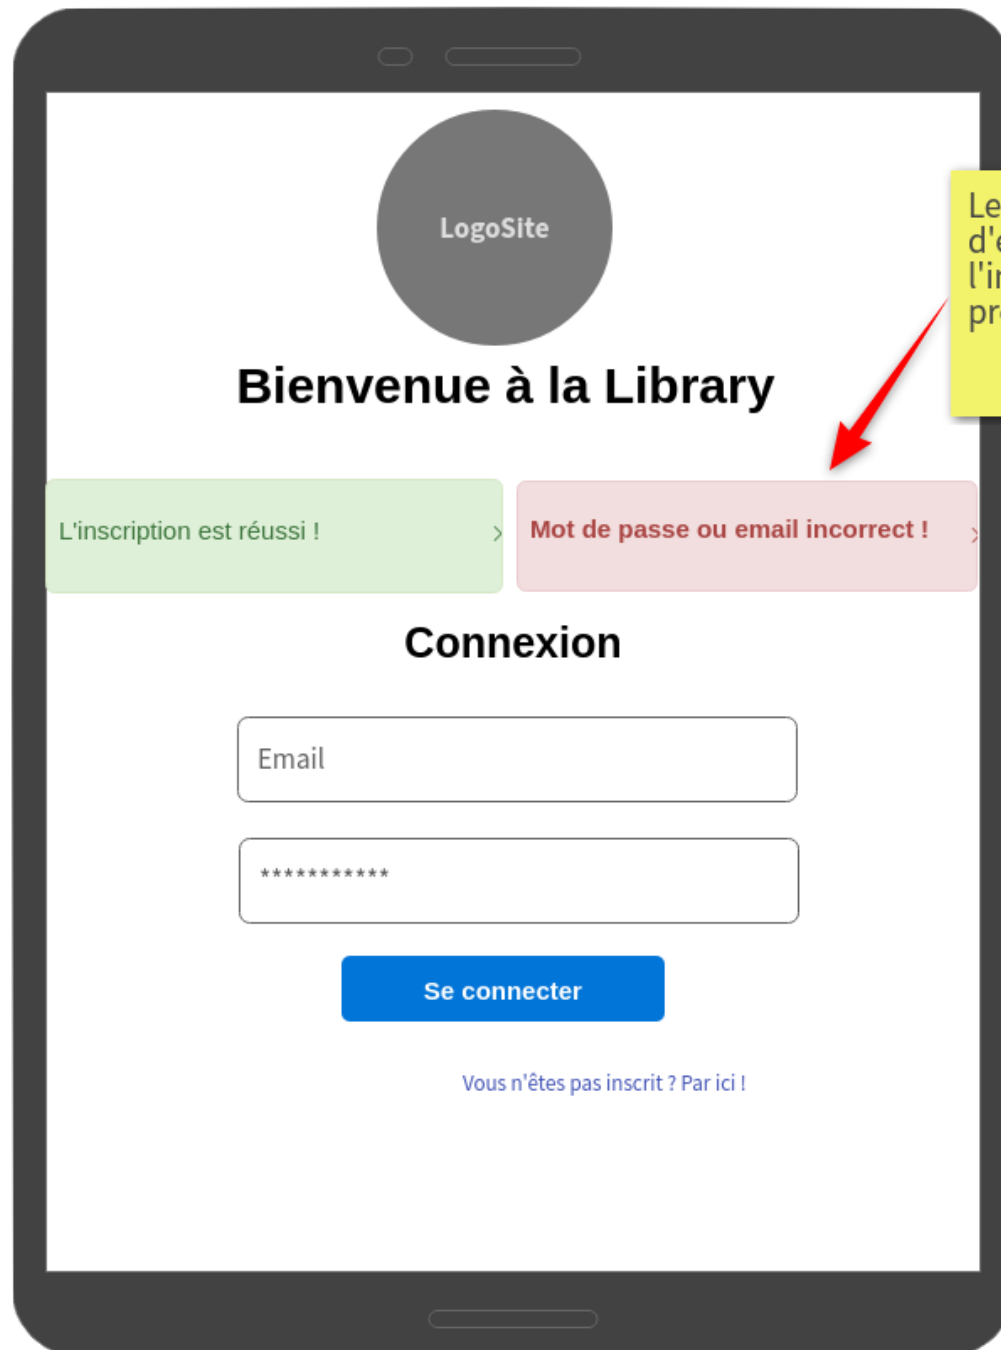 LogoSite
Le
Bienvenue à la Library
L'inscription est réussi !
Mot de passe ou email incorrect !
Connexion
Email
***********
Se connecter
Vous n'êtes pas inscrit ? Par ici !